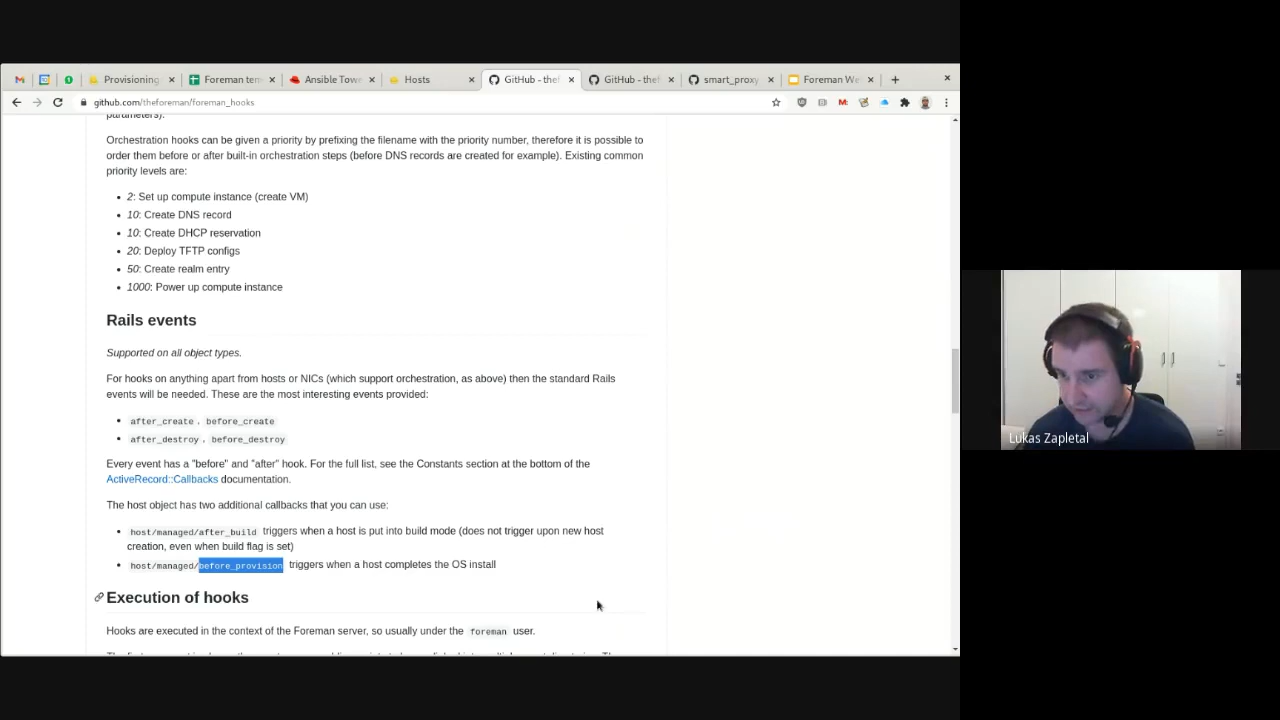 Provisioning
Foreman tem
Ansible Tow
Hosts
GitHub - thef
GitHub - thef
smart_proxy
Foreman We
github.com/theforeman/foreman_hooks
parameters).
Orchestration hooks can be given a priority by prefixing the filename with the priority number, therefore it is possible to
order them before or after built-in orchestration steps (before DNS records are created for example). Existing common
priority levels are:
2: Set up compute instance (create VM)
10: Create DNS record
10: Create DHCP reservation
20: Deploy TFTP configs
50: Create realm entry
1000: Power up compute instance
Rails events
Supported on all object types.
For hooks on anything apart from hosts or NICs (which support orchestration, as above) then the standard Rails
events will be needed. These are the most interesting events provided:
after_create, before_create
after_destroy, before_destroy
Every event has a "before" and "after" hook. For the full list, see the Constants section at the bottom of the
ActiveRecord::Callbacks documentation.
The host object has two additional callbacks that you can use:
host/managed/after_build triggers when a host is put into build mode (does not trigger upon new host
creation, even when build flag is set)
host/managed/before_provision triggers when a host completes the OS install
Execution of hooks
Hooks are executed in the context of the Foreman server, so usually under the foreman user.
Lukas Zapletal